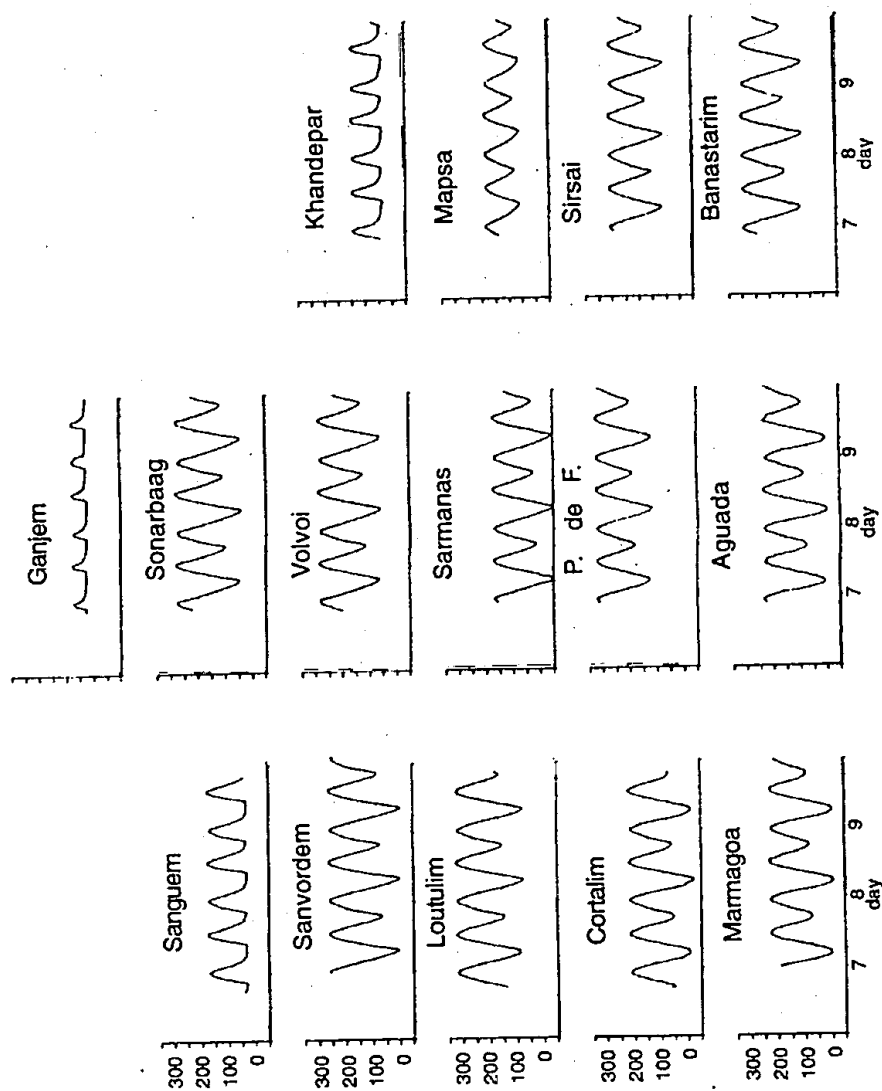 Sanguem
300
200
100
0
Sanvordem
300
200
100
0
Loutulim
300
200
100
0
Cortalim
300
200
100
0
Marmagoa
300
200
100
0
7 8 9
day
Ganjem
Sonarbaag
Volvoi
Sarmanas
P. de F.
Aguada
7 8 9
day
Khandepar
Mapsa
Sirsai
Banastarim
7 8 9
day